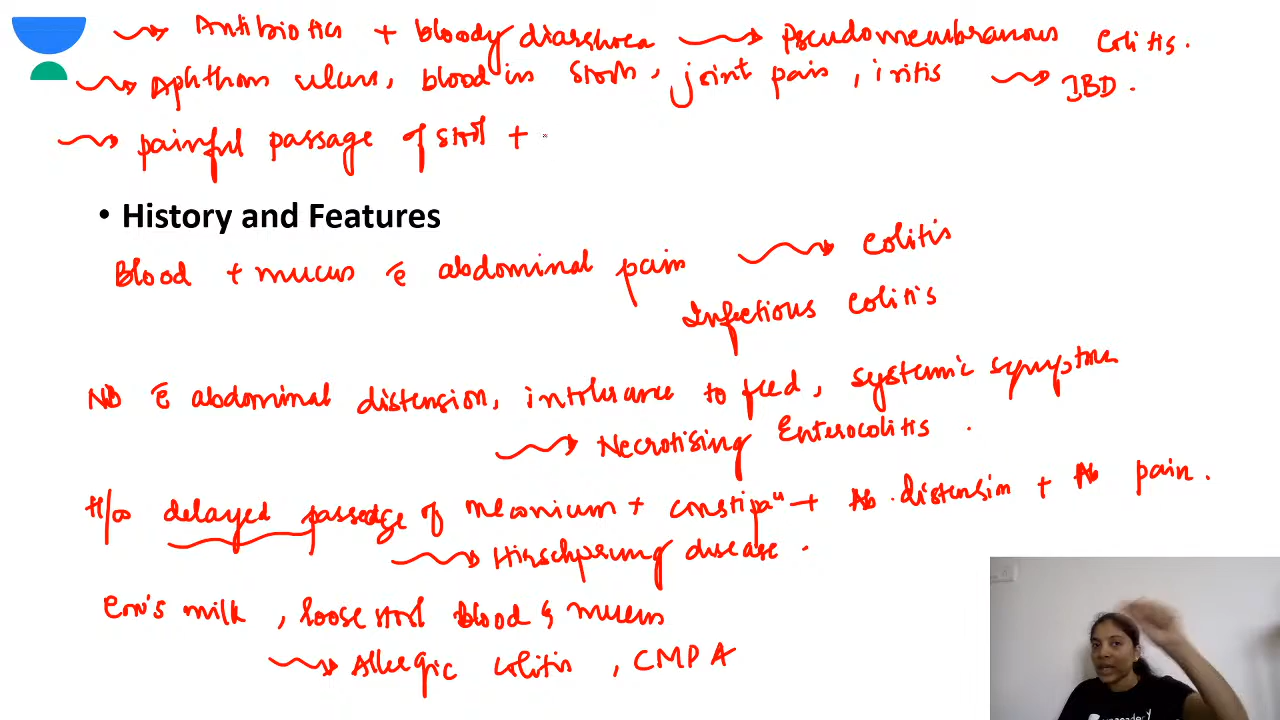 Antibiotics + bloody diarrhoea → Pseudomembranous Colitis.
→ Aphthous ulcers, blood in stools, joint pain, iritis → IBD.
→ painful passage of stool +
• History and Features
Blood + mucus c̄ abdominal pain → Colitis
Infectious Colitis
NB c̄ abdominal distension, intolerance to feed, systemic symptoms
→ Necrotising Enterocolitis.
H/o delayed passage of meconium + constipaⁿ + Ab. distension + Ab pain.
→ Hirschprung disease.
Cow's milk, loose stool blood & mucus
→ Allergic colitis, CMPA